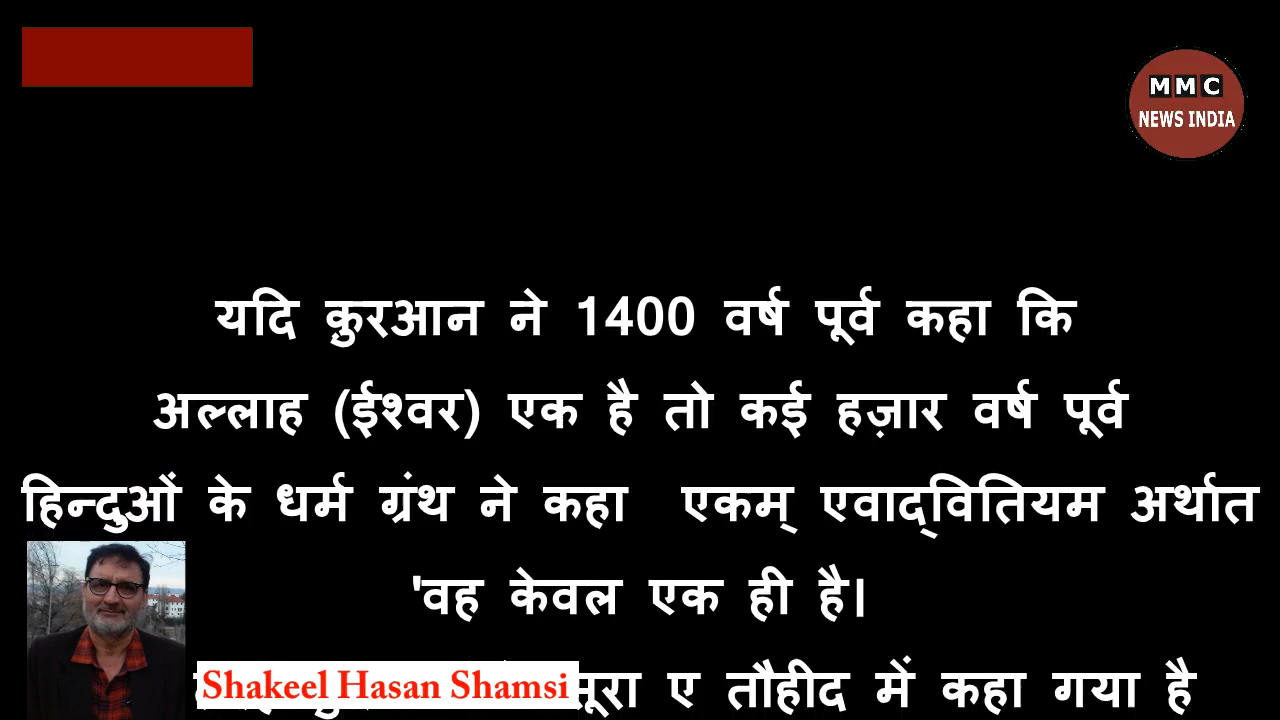 MMC
NEWS INDIA
यदि क़ुरआन ने 1400 वर्ष पूर्व कहा कि
अल्लाह (ईश्वर) एक है तो कई हज़ार वर्ष पूर्व
हिन्दुओं के धर्म ग्रंथ ने कहा एकम् एवाद्वितियम अर्थात
'वह केवल एक ही है।
सूरा ए तौहीद में कहा गया है
Shakeel Hasan Shamsi